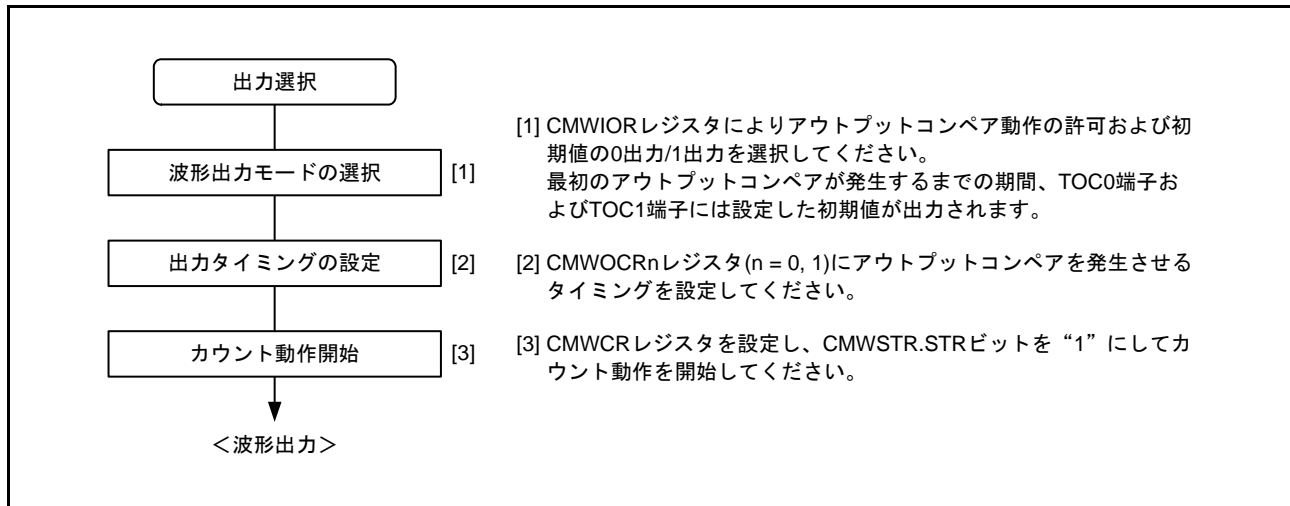 出力選択
波形出力モードの選択 [1]
出力タイミングの設定 [2]
カウント動作開始 [3]
＜波形出力＞
[1] CMWIORレジスタによりアウトプットコンペア動作の許可および初
期値の0出力/1出力を選択してください。
最初のアウトプットコンペアが発生するまでの期間、TOC0端子お
よびTOC1端子には設定した初期値が出力されます。
[2] CMWOCRnレジスタ(n = 0, 1)にアウトプットコンペアを発生させる
タイミングを設定してください。
[3] CMWCRレジスタを設定し、CMWSTR.STRビットを“1”にしてカ
ウント動作を開始してください。